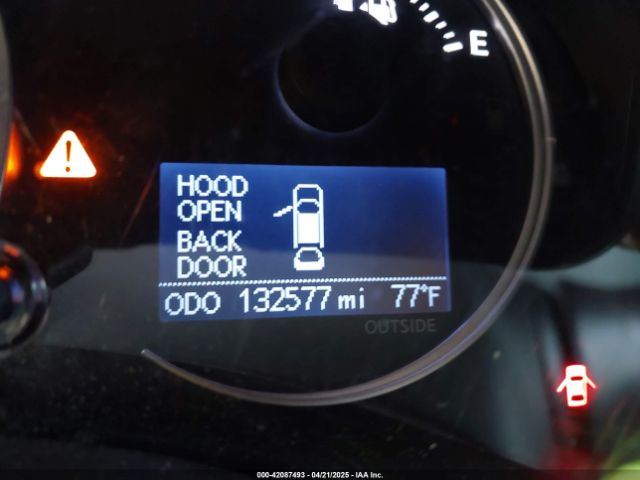 E
HOOD
OPEN
BACK
DOOR
ODO 132577 mi 77°F
OUTSIDE
000-42087493 - 04/21/2025 - IAA Inc.